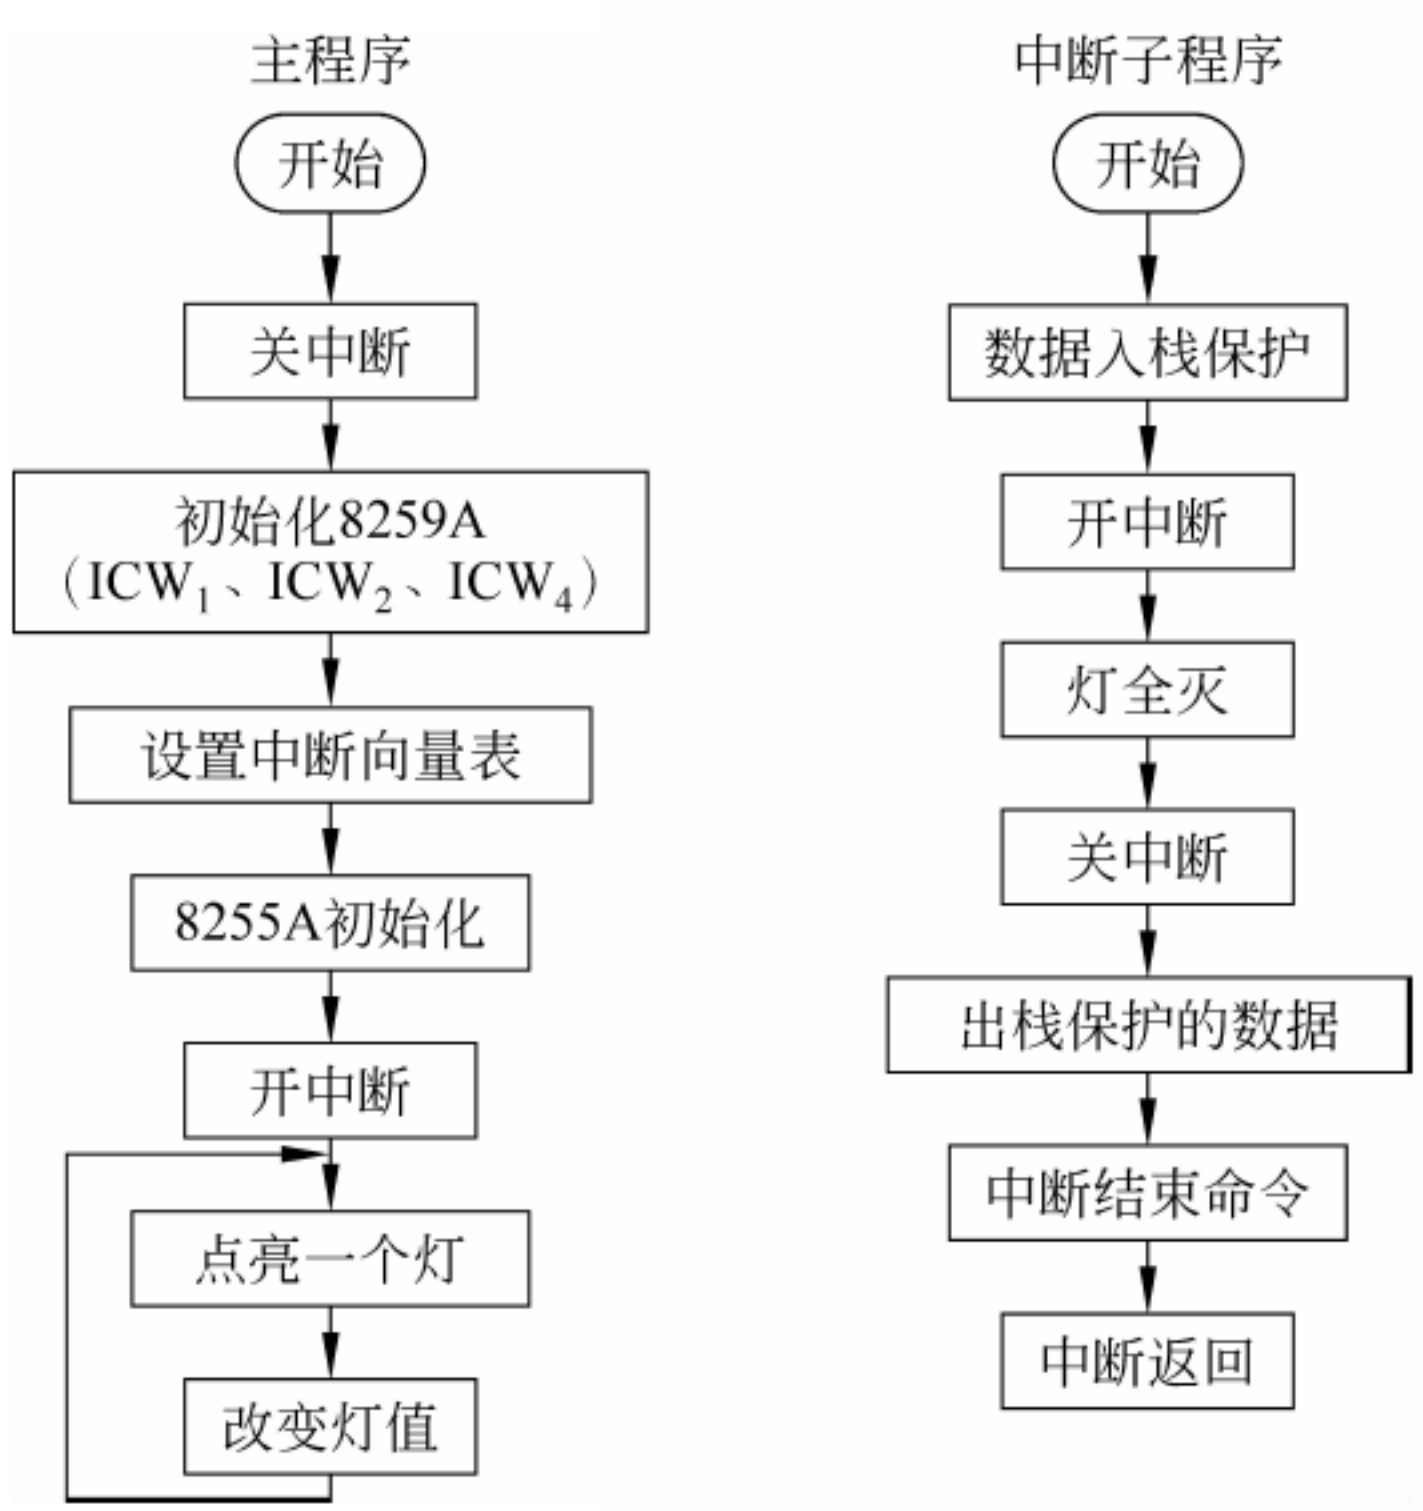 主程序
开始
关中断
初始化8259A
（ICW₁、ICW₂、ICW₄）
设置中断向量表
8255A初始化
开中断
点亮一个灯
改变灯值
中断子程序
开始
数据入栈保护
开中断
灯全灭
关中断
出栈保护的数据
中断结束命令
中断返回